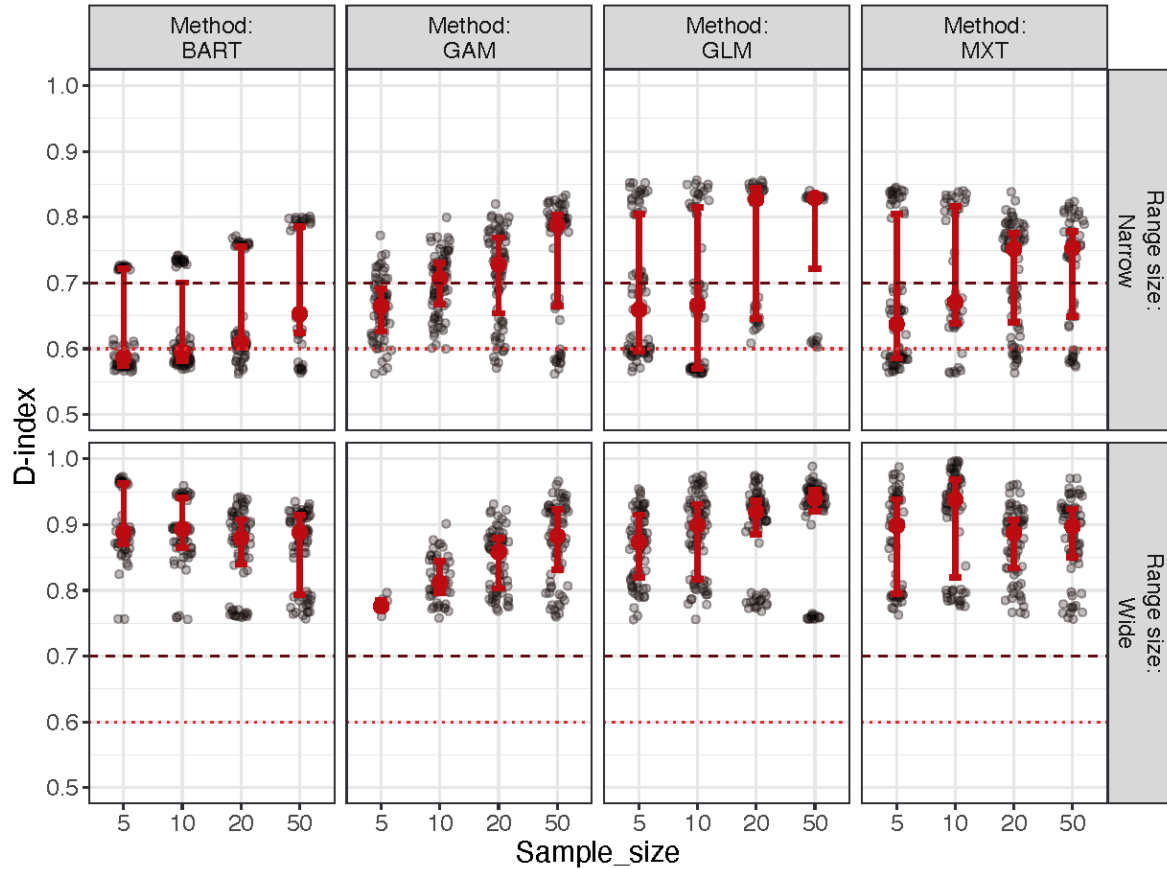 Method:
BART
Method:
GAM
Method:
GLM
Method:
MXT
1.0
0.9
0.8
0.7
0.6
0.5
Range size:
Narrow
D-index
1.0
0.9
0.8
0.7
0.6
0.5
Range size:
Wide
5 10 20 50
5 10 20 50
5 10 20 50
5 10 20 50
Sample_size